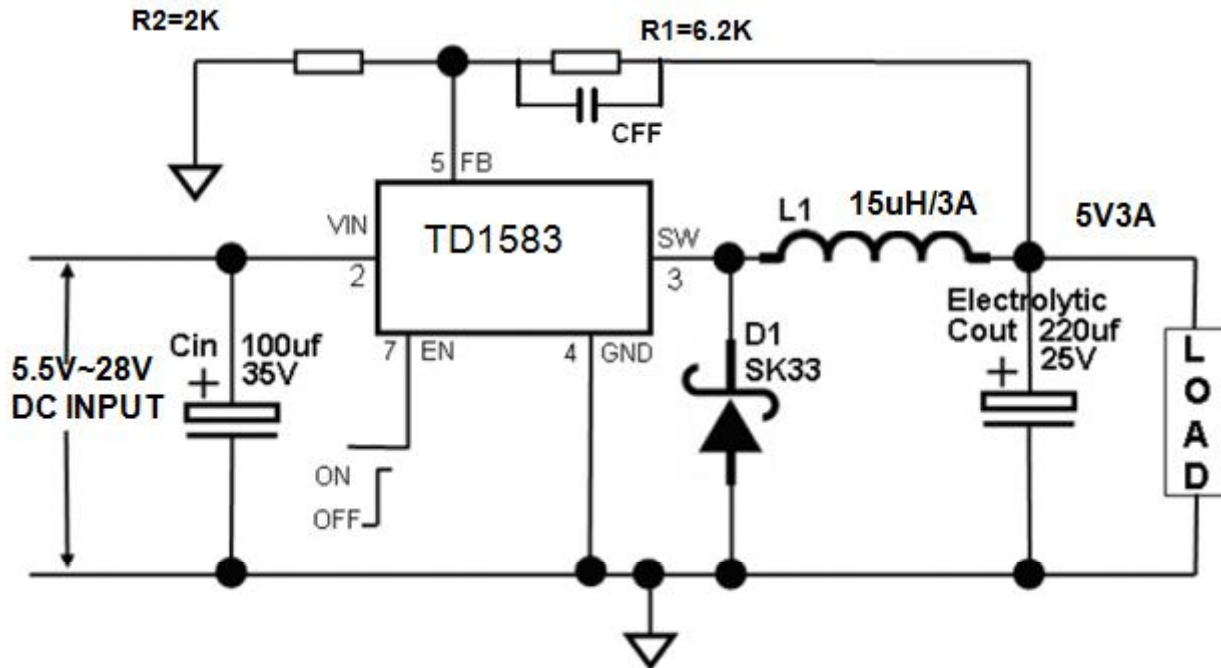 R2=2K
R1=6.2K
CFF
5 FB
VIN
TD1583
SW
L1
15uH/3A
5V3A
2
3
Electrolytic
Cout 220uf
25V
Cin 100uf
35V
+
7 EN
4 GND
D1
SK33
+
5.5V~28V
DC INPUT
ON
OFF
LOAD